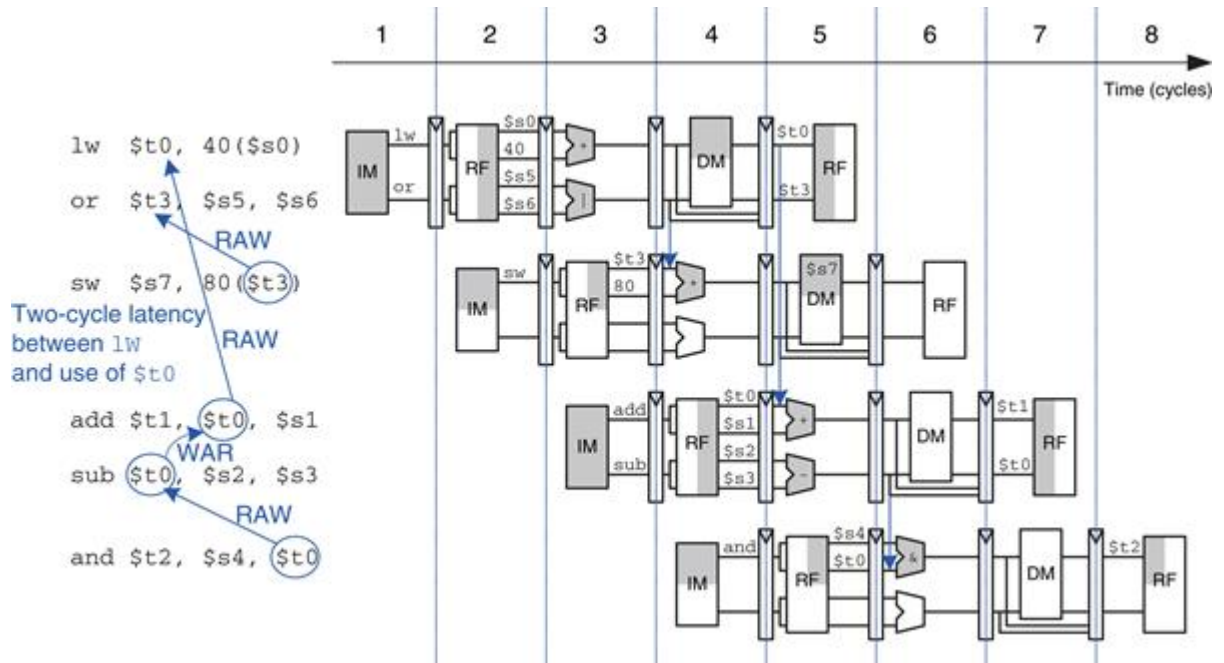 1 2 3 4 5 6 7 8
Time (cycles)
lw $t0, 40($s0)
or $t3, $s5, $s6
RAW
sw $s7, 80($t3)
Two-cycle latency
between lW
and use of $t0
RAW
add $t1, $t0, $s1
WAR
sub $t0, $s2, $s3
RAW
and $t2, $s4, $t0
IM
lw
or
RF
$s0
40
$s5
$s6
+
|
DM
$t0
$t3
RF
IM
sw
RF
$t3
80
+
$s7
DM
RF
IM
add
sub
RF
$t0
$s1
$s2
$s3
+
-
DM
$t1
$t0
RF
IM
and
RF
$s4
$t0
&
DM
$t2
RF